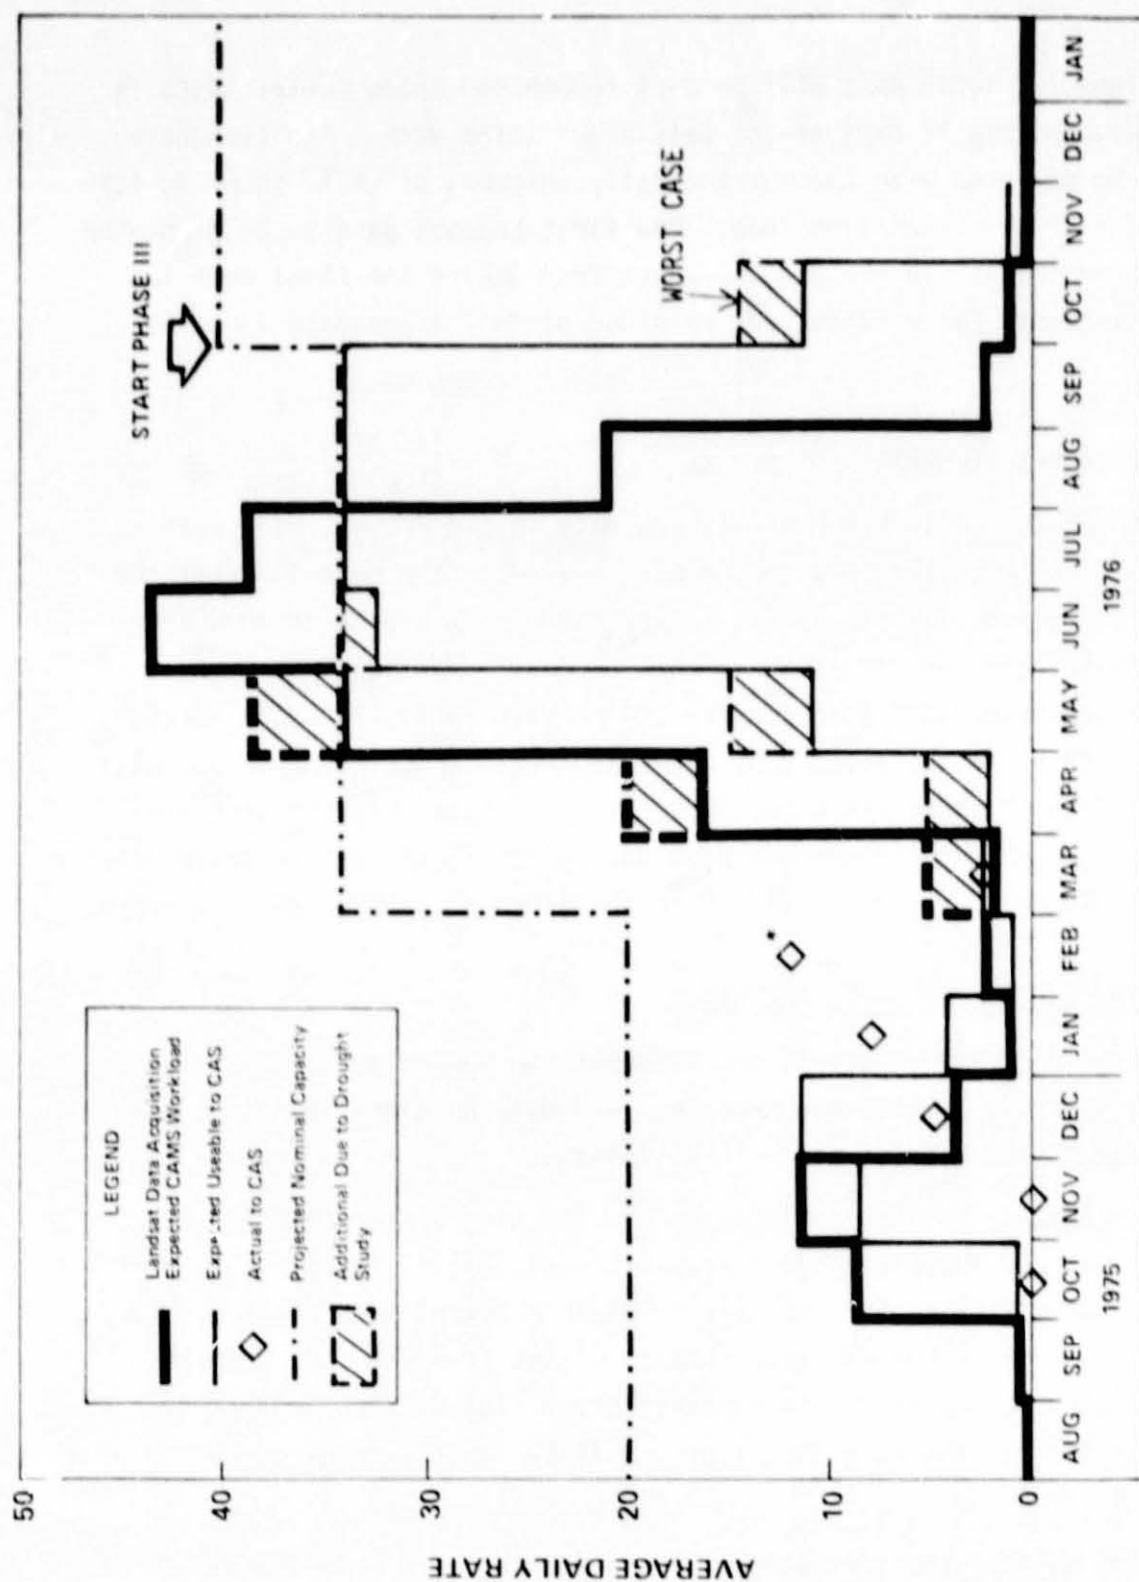 START PHASE III
LEGEND
Landsat Data Acquisition
Expected CAMS Workload
Useable to CAS
Actual to CAS
Projected Nominal Capacity
Additional Due to Drought
Study
WORST CASE
*
AVERAGE DAILY RATE
50
40
30
20
10
0
AUG SEP OCT NOV DEC JAN FEB MAR APR MAY JUN JUL AUG SEP OCT NOV DEC JAN
1975 1976